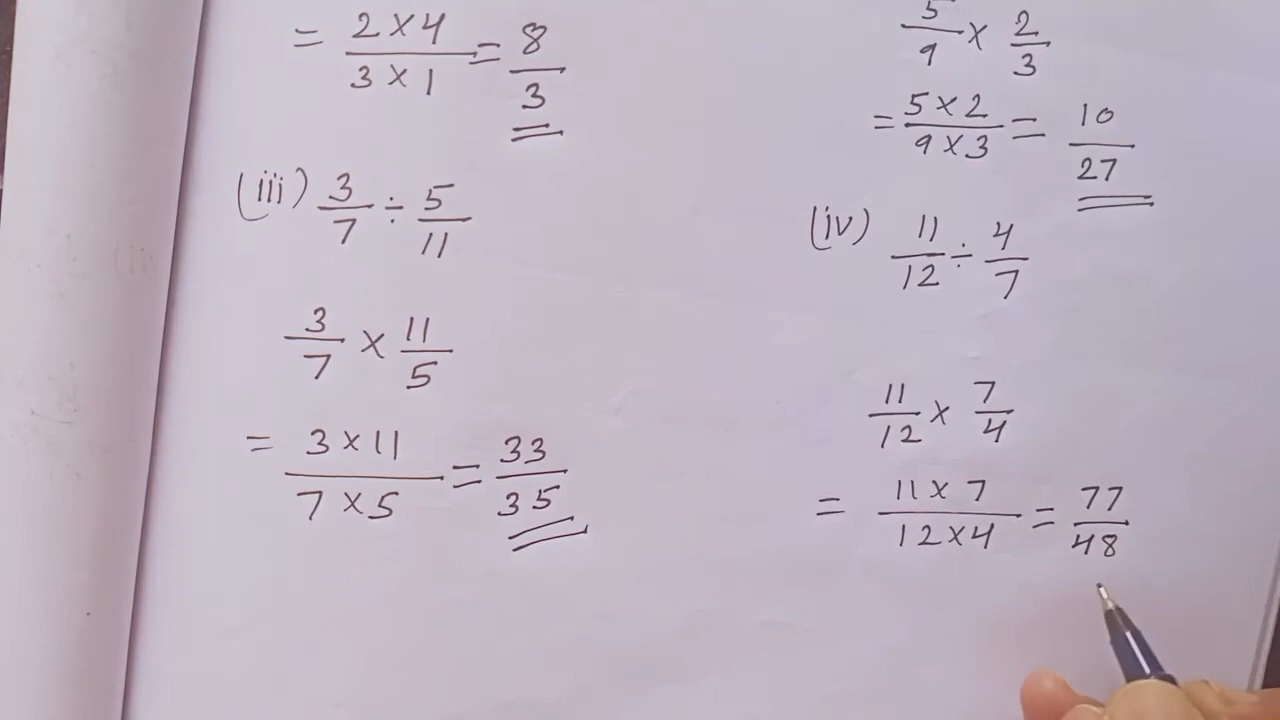 = 2 × 4 / 3 × 1 = 8 / 3
(iii) 3/7 ÷ 5/11
3/7 × 11/5
= 3 × 11 / 7 × 5 = 33 / 35
5/9 × 2/3
= 5 × 2 / 9 × 3 = 10 / 27
(iv) 11/12 ÷ 4/7
11/12 × 7/4
= 11 × 7 / 12 × 4 = 77 / 48